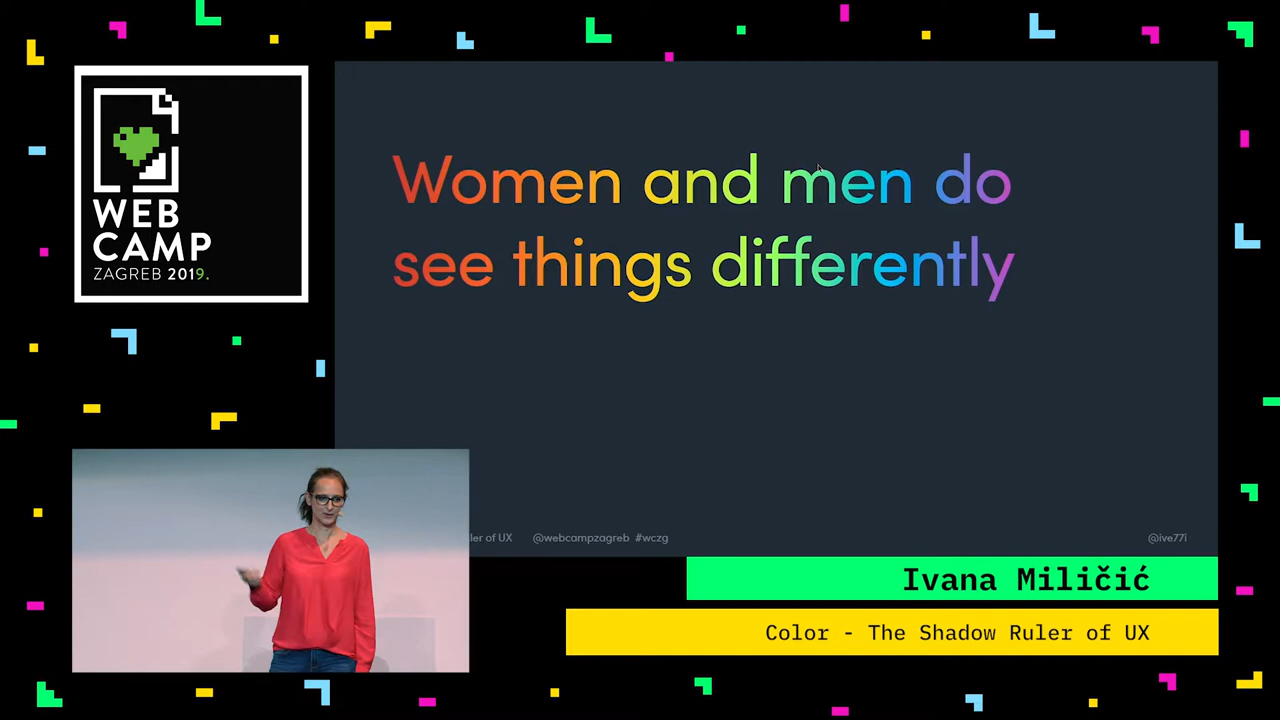 WEB
CAMP
ZAGREB 2019.
Women and men do
see things differently
ler of UX @webcampzagreb #wczg
@ive77i
Ivana Miličić
Color - The Shadow Ruler of UX